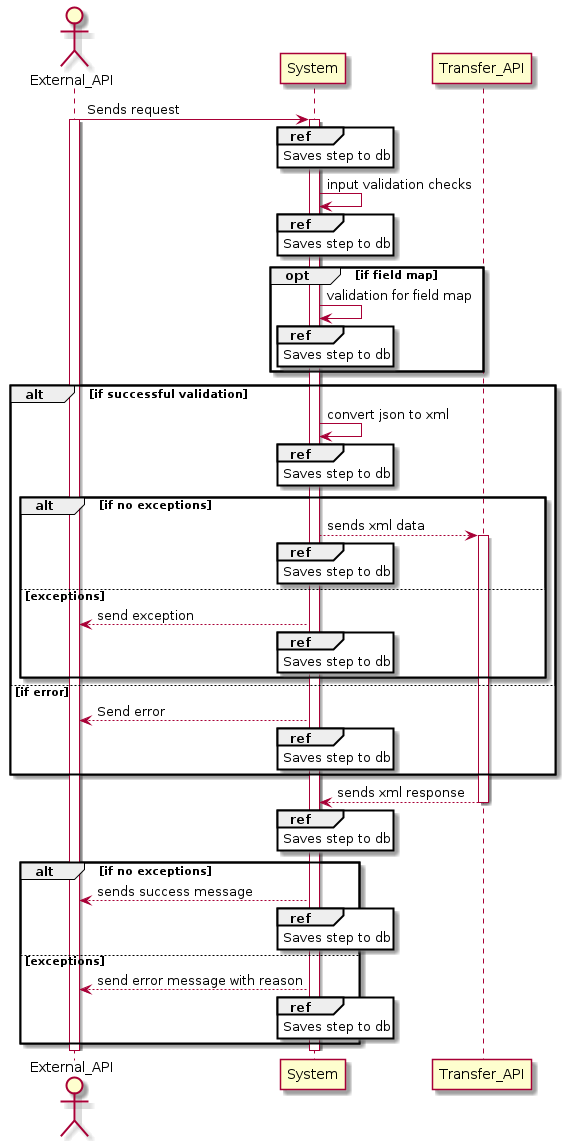 External_API
System
Transfer_API
Sends request
ref
Saves step to db
input validation checks
ref
Saves step to db
opt [if field map]
validation for field map
ref
Saves step to db
alt [if successful validation]
convert json to xml
ref
Saves step to db
alt [if no exceptions]
sends xml data
ref
Saves step to db
[exceptions]
send exception
ref
Saves step to db
[if error]
Send error
ref
Saves step to db
sends xml response
ref
Saves step to db
alt [if no exceptions]
sends success message
ref
Saves step to db
[exceptions]
send error message with reason
ref
Saves step to db
External_API
System
Transfer_API